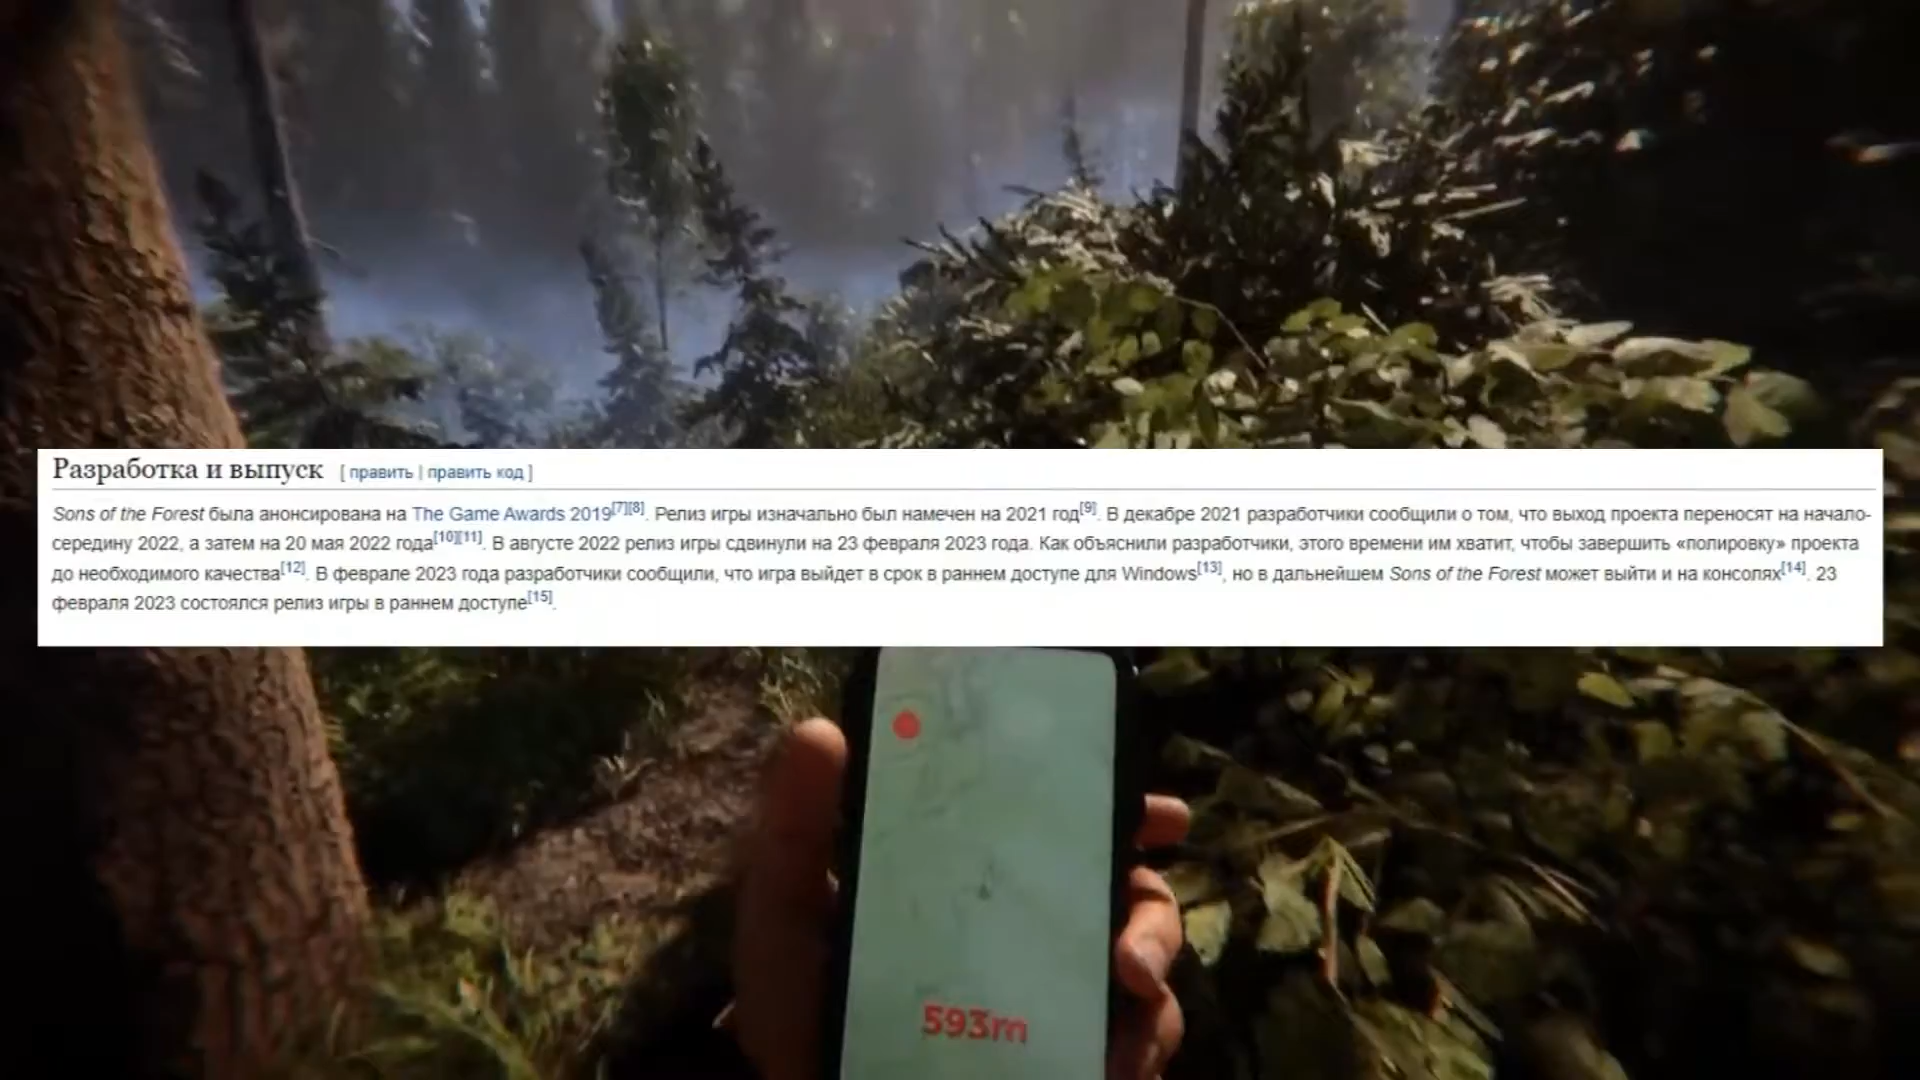 Разработка и выпуск [ править | править код ]
Sons of the Forest была анонсирована на The Game Awards 2019[7][8]. Релиз игры изначально был намечен на 2021 год[9]. В декабре 2021 разработчики сообщили о том, что выход проекта переносят на начало-
середину 2022, а затем на 20 мая 2022 года[10][11]. В августе 2022 релиз игры сдвинули на 23 февраля 2023 года. Как объяснили разработчики, этого времени им хватит, чтобы завершить «полировку» проекта
до необходимого качества[12]. В феврале 2023 года разработчики сообщили, что игра выйдет в срок в раннем доступе для Windows[13], но в дальнейшем Sons of the Forest может выйти и на консолях[14]. 23
февраля 2023 состоялся релиз игры в раннем доступе[15].
593m